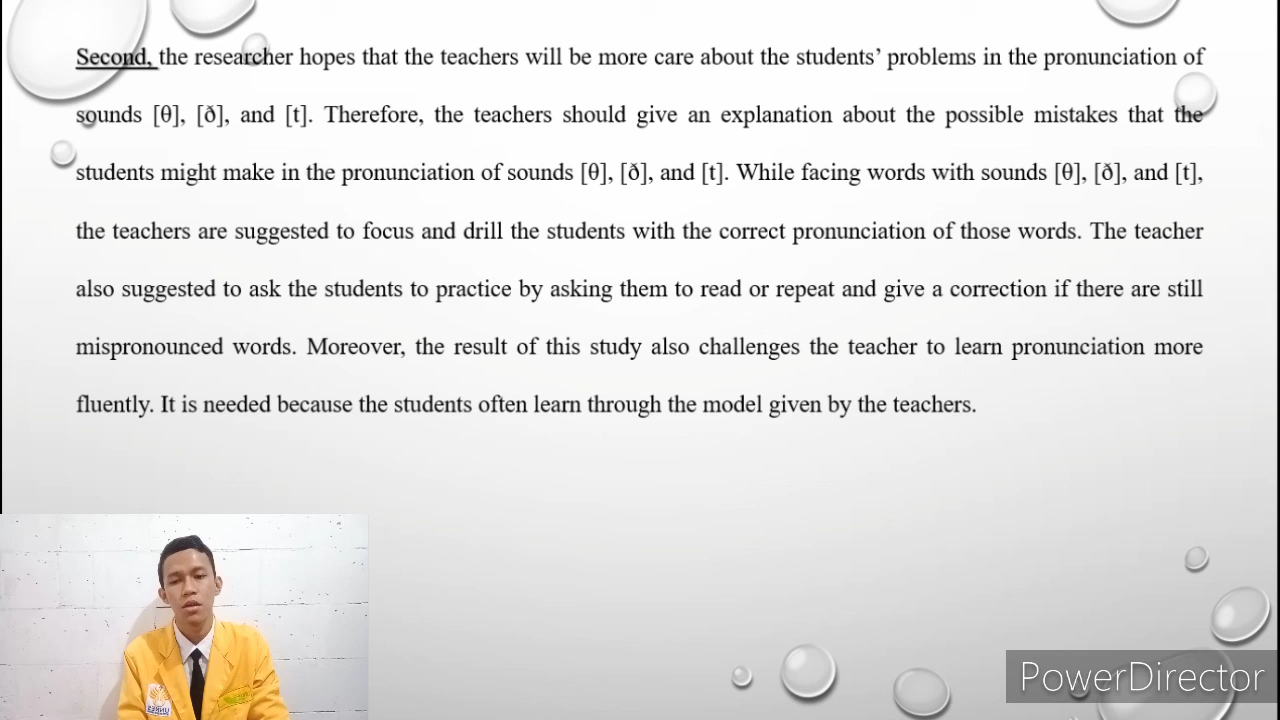 Second, the researcher hopes that the teachers will be more care about the students’ problems in the pronunciation of
sounds [θ], [ð], and [t]. Therefore, the teachers should give an explanation about the possible mistakes that the
students might make in the pronunciation of sounds [θ], [ð], and [t]. While facing words with sounds [θ], [ð], and [t],
the teachers are suggested to focus and drill the students with the correct pronunciation of those words. The teacher
also suggested to ask the students to practice by asking them to read or repeat and give a correction if there are still
mispronounced words. Moreover, the result of this study also challenges the teacher to learn pronunciation more
fluently. It is needed because the students often learn through the model given by the teachers.
PowerDirector